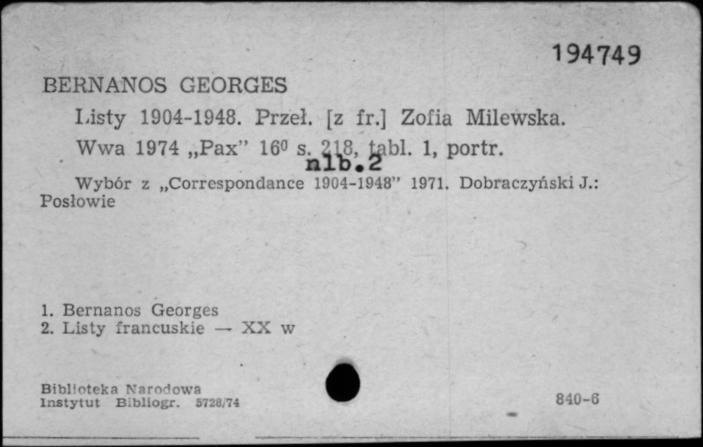 194749
BERNANOS GEORGES
Listy 1904-1948. Przeł. [z fr.] Zofia Milewska.
Wwa 1974 „Pax” 16⁰ s. 218, tabl. 1, portr.
nlb.2
Wybór z „Correspondance 1904-1948” 1971. Dobraczyński J.:
Posłowie
1. Bernanos Georges
2. Listy francuskie — XX w
Biblioteka Narodowa
Instytut Bibliogr. 5728/74
840-6